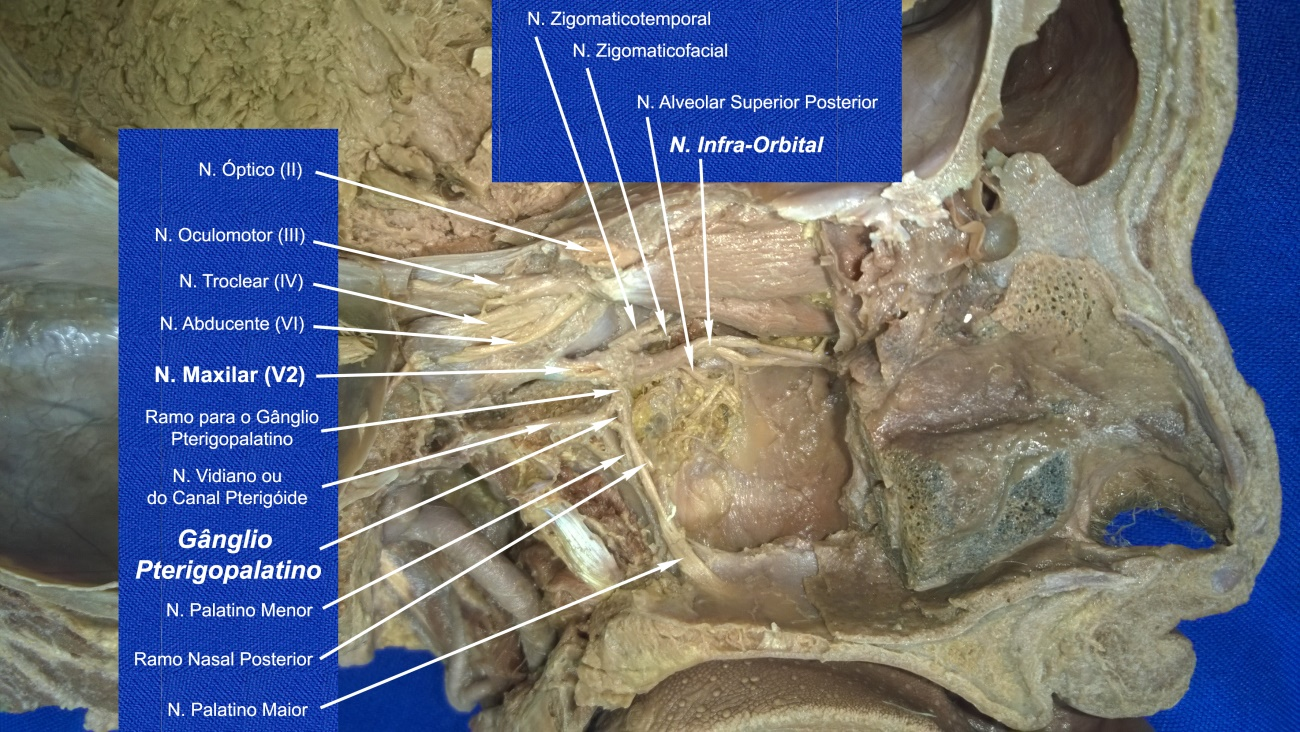 N. Zigomaticotemporal
N. Zigomaticofacial
N. Alveolar Superior Posterior
N. Infra-Orbital
N. Óptico (II)
N. Oculomotor (III)
N. Troclear (IV)
N. Abducente (VI)
N. Maxilar (V2)
Ramo para o Gânglio
Pterigopalatino
N. Vidiano ou
do Canal Pterigóide
Gânglio
Pterigopalatino
N. Palatino Menor
Ramo Nasal Posterior
N. Palatino Maior